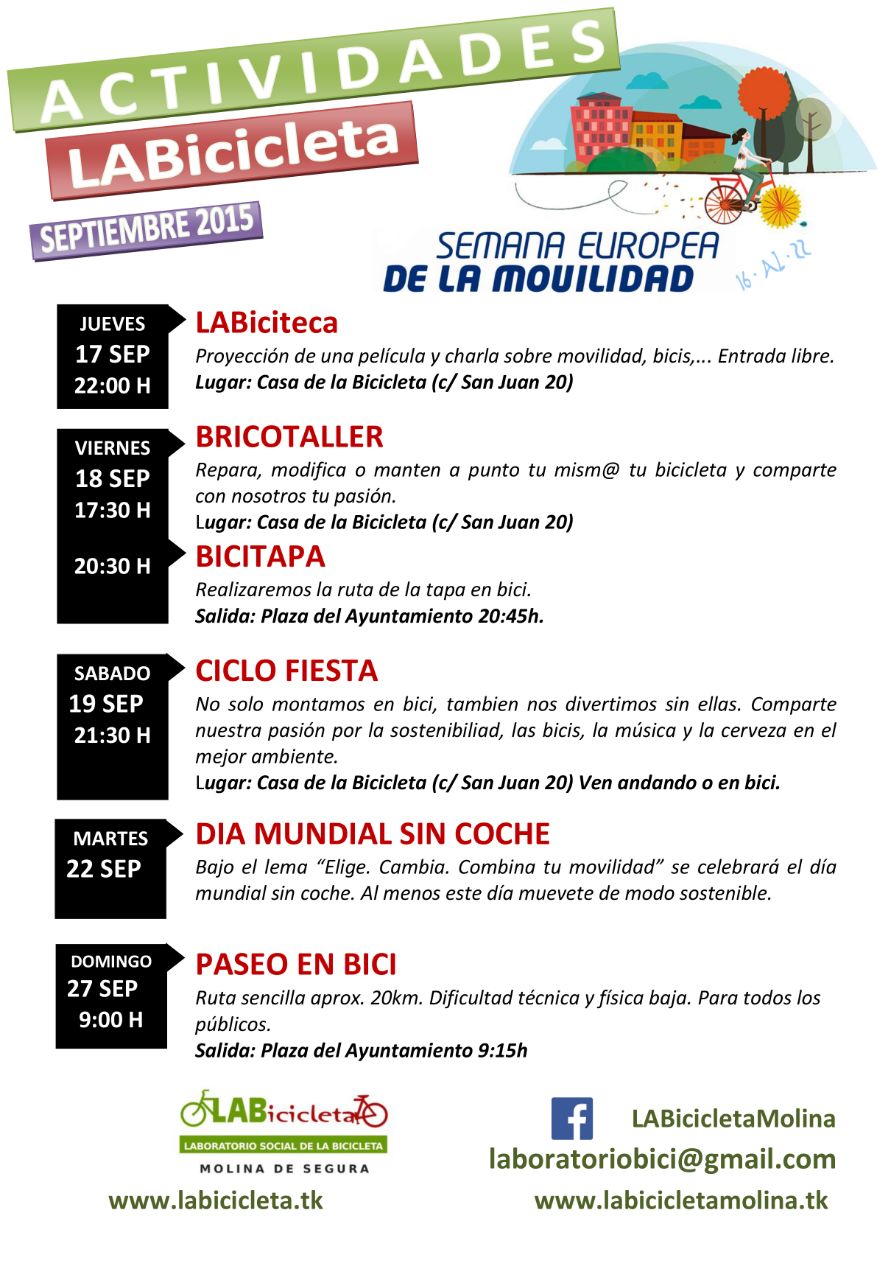 ACTIVIDADES
LABicicleta
SEPTIEMBRE 2015
SEMANA EUROPEA
DE LA MOVILIDAD
16·AL·22
JUEVES
17 SEP
22:00 H
LABiciteca
Proyección de una película y charla sobre movilidad, bicis,... Entrada libre.
Lugar: Casa de la Bicicleta (c/ San Juan 20)
VIERNES
18 SEP
17:30 H
BRICOTALLER
Repara, modifica o manten a punto tu mism@ tu bicicleta y comparte
con nosotros tu pasión.
Lugar: Casa de la Bicicleta (c/ San Juan 20)
20:30 H
BICITAPA
Realizaremos la ruta de la tapa en bici.
Salida: Plaza del Ayuntamiento 20:45h.
SABADO
19 SEP
21:30 H
CICLO FIESTA
No solo montamos en bici, tambien nos divertimos sin ellas. Comparte
nuestra pasión por la sostenibiliad, las bicis, la música y la cerveza en el
mejor ambiente.
Lugar: Casa de la Bicicleta (c/ San Juan 20) Ven andando o en bici.
MARTES
22 SEP
DIA MUNDIAL SIN COCHE
Bajo el lema “Elige. Cambia. Combina tu movilidad” se celebrará el día
mundial sin coche. Al menos este día muevete de modo sostenible.
DOMINGO
27 SEP
9:00 H
PASEO EN BICI
Ruta sencilla aprox. 20km. Dificultad técnica y física baja. Para todos los
públicos.
Salida: Plaza del Ayuntamiento 9:15h
LABicicleta
LABORATORIO SOCIAL DE LA BICICLETA
MOLINA DE SEGURA
www.labicicleta.tk
LABicicletaMolina
laboratoriobici@gmail.com
www.labicicletamolina.tk